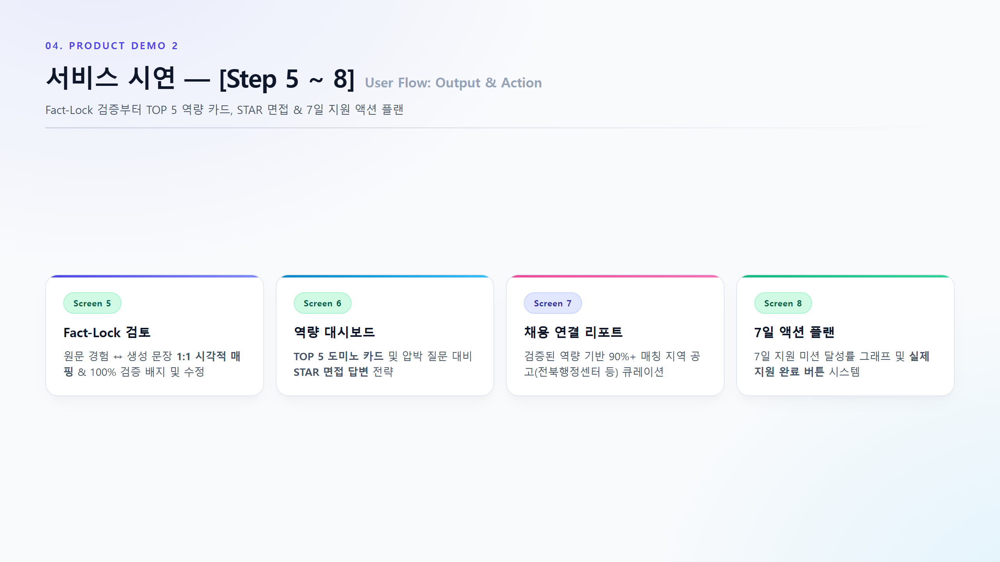 04. PRODUCT DEMO 2
서비스 시연 — [Step 5 ~ 8] User Flow: Output & Action
Fact-Lock 검증부터 TOP 5 역량 카드, STAR 면접 & 7일 지원 액션 플랜
Screen 5
Fact-Lock 검토
원문 경험 ↔ 생성 문장 1:1 시각적 매
핑 & 100% 검증 배지 및 수정
Screen 6
역량 대시보드
TOP 5 도미노 카드 및 압박 질문 대비
STAR 면접 답변 전략
Screen 7
채용 연결 리포트
검증된 역량 기반 90%+ 매칭 지역 공
고(전북행정센터 등) 큐레이션
Screen 8
7일 액션 플랜
7일 지원 미션 달성률 그래프 및 실제
지원 완료 버튼 시스템